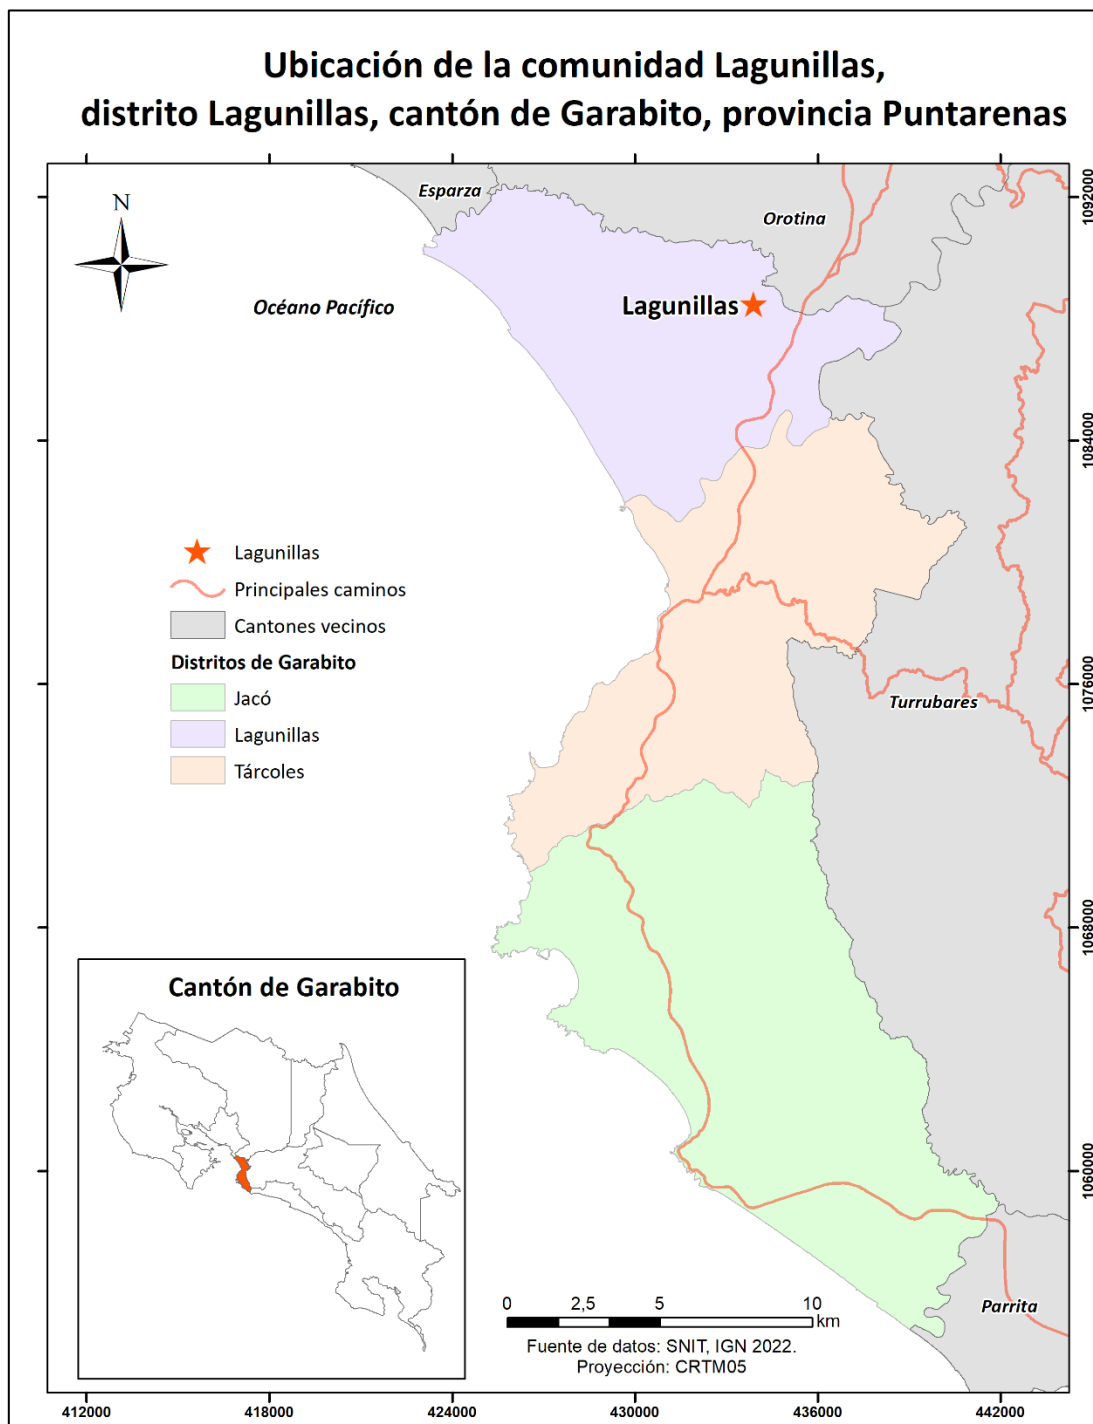 Ubicación de la comunidad Lagunillas,
distrito Lagunillas, cantón de Garabito, provincia Puntarenas
N
Esparza
Orotina
Océano Pacífico
Lagunillas
Lagunillas
Principales caminos
Cantones vecinos
Distritos de Garabito
Jacó
Lagunillas
Tárcoles
Turrubares
Parrita
Cantón de Garabito
0 2,5 5 10
km
Fuente de datos: SNIT, IGN 2022.
Proyección: CRTM05
1092000
1084000
1076000
1068000
1060000
412000 418000 424000 430000 436000 442000